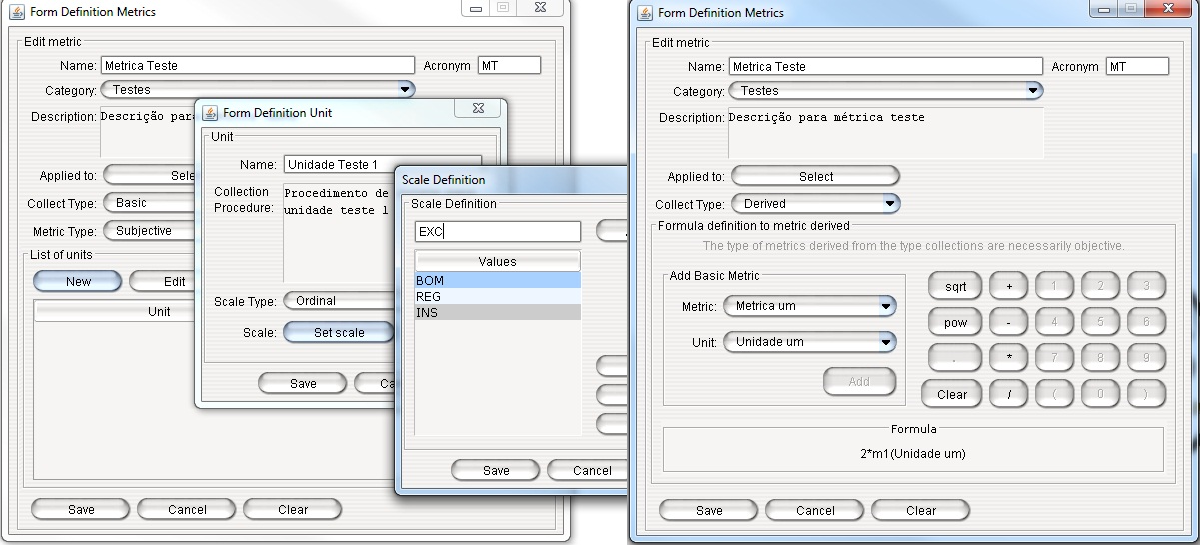 Form Definition Metrics
Edit metric
Name: Metrica Teste Acronym MT
Category: Testes
Description: Descrição par
Applied to: Sele
Collect Type: Basic
Metric Type: Subjective
List of units
New Edit
Unit
Save Cancel Clear
Form Definition Unit
Unit
Name: Unidade Teste 1
Collection Procedimento de
Procedure: unidade teste 1
Scale Type: Ordinal
Scale: Set scale
Save Ca
Scale Definition
Scale Definition
EXC
Values
BOM
REG
INS
Save Cancel
Form Definition Metrics
Edit metric
Name: Metrica Teste Acronym MT
Category: Testes
Description: Descrição para métrica teste
Applied to: Select
Collect Type: Derived
Formula definition to metric derived
The type of metrics derived from the type collections are necessarily objective.
Add Basic Metric
Metric: Metrica um
Unit: Unidade um
Add
sqrt + 1 2 3
pow - 4 5 6
. * 7 8 9
Clear / ( 0 )
Formula
2*m1(Unidade um)
Save Cancel Clear